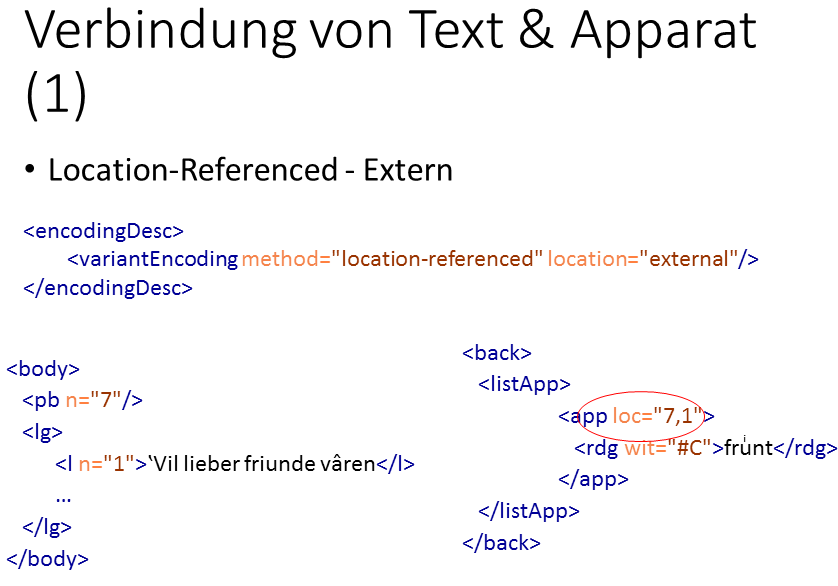 Verbindung von Text & Apparat
(1)
• Location-Referenced - Extern
<encodingDesc>
<variantEncoding method="location-referenced" location="external"/>
</encodingDesc>
<body>
<pb n="7"/>
<lg>
<l n="1">‛Vil lieber friunde vâren</l>
...
</lg>
</body>
<back>
<listApp>
<app loc="7,1">
<rdg wit="#C">fruͥnt</rdg>
</app>
</listApp>
</back>